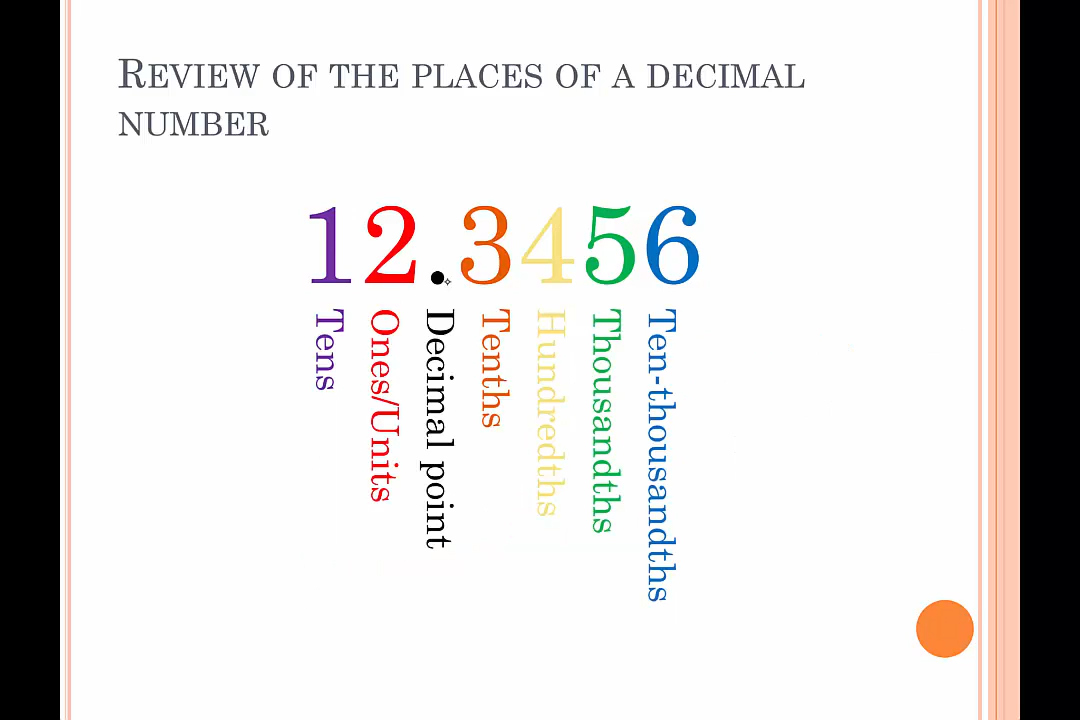 REVIEW OF THE PLACES OF A DECIMAL
NUMBER
12.3456
Tens
Ones/Units
Decimal point
Tenths
Hundredths
Thousandths
Ten-thousandths